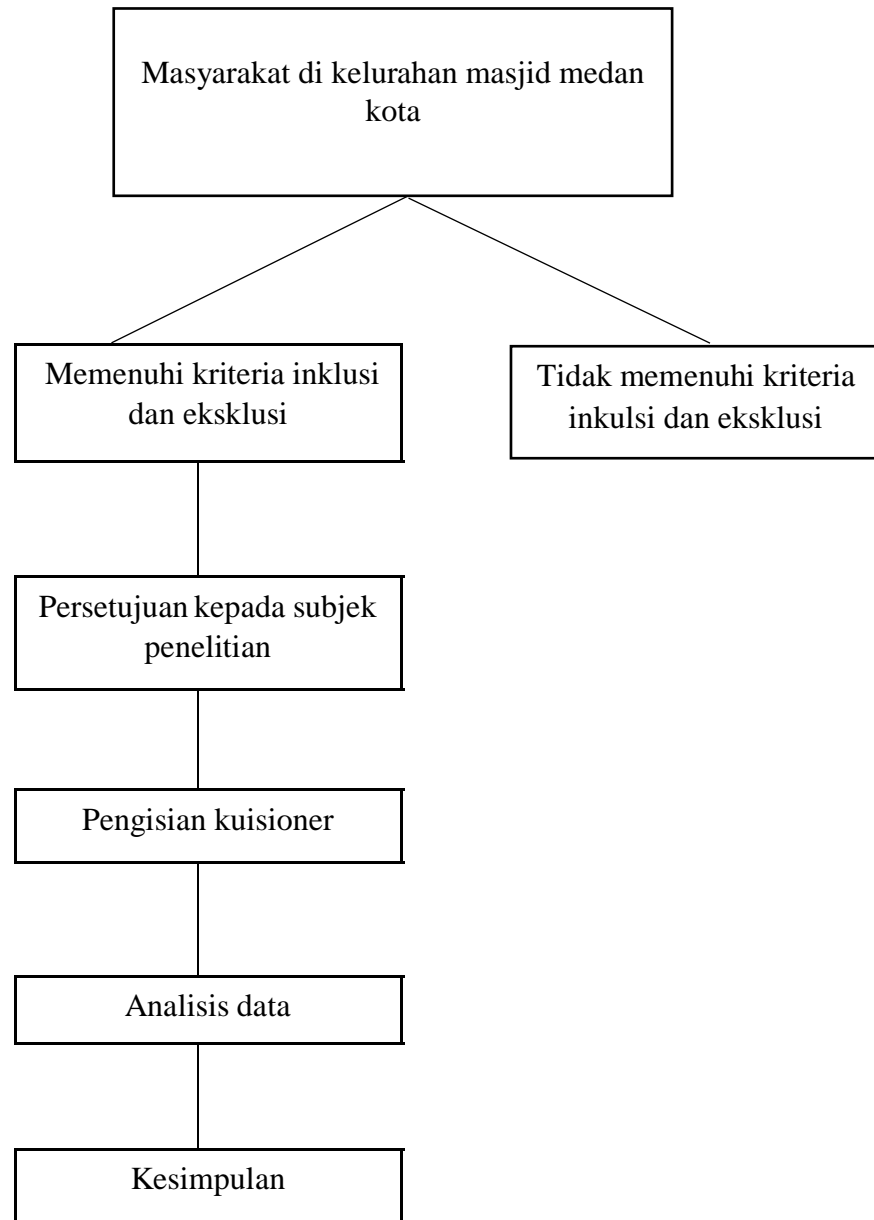 Masyarakat di kelurahan masjid medan
kota
Memenuhi kriteria inklusi
dan eksklusi
Tidak memenuhi kriteria
inkulsi dan eksklusi
Persetujuan kepada subjek
penelitian
Pengisian kuisioner
Analisis data
Kesimpulan